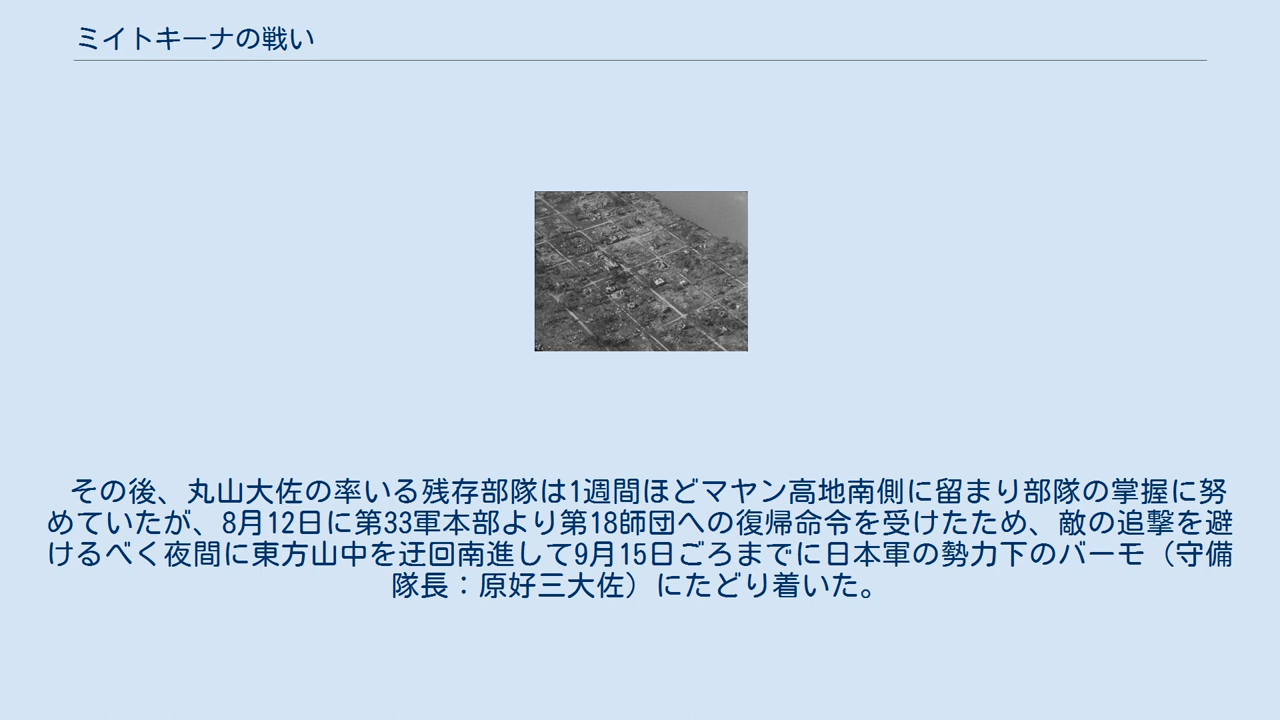 ミイトキーナの戦い
その後、丸山大佐の率いる残存部隊は1週間ほどマヤン高地南側に留まり部隊の掌握に努
めていたが、8月12日に第33軍本部より第18師団への復帰命令を受けたため、敵の追撃を避
けるべく夜間に東方山中を迂回南進して9月15日ごろまでに日本軍の勢力下のバーモ（守備
隊長：原好三大佐）にたどり着いた。